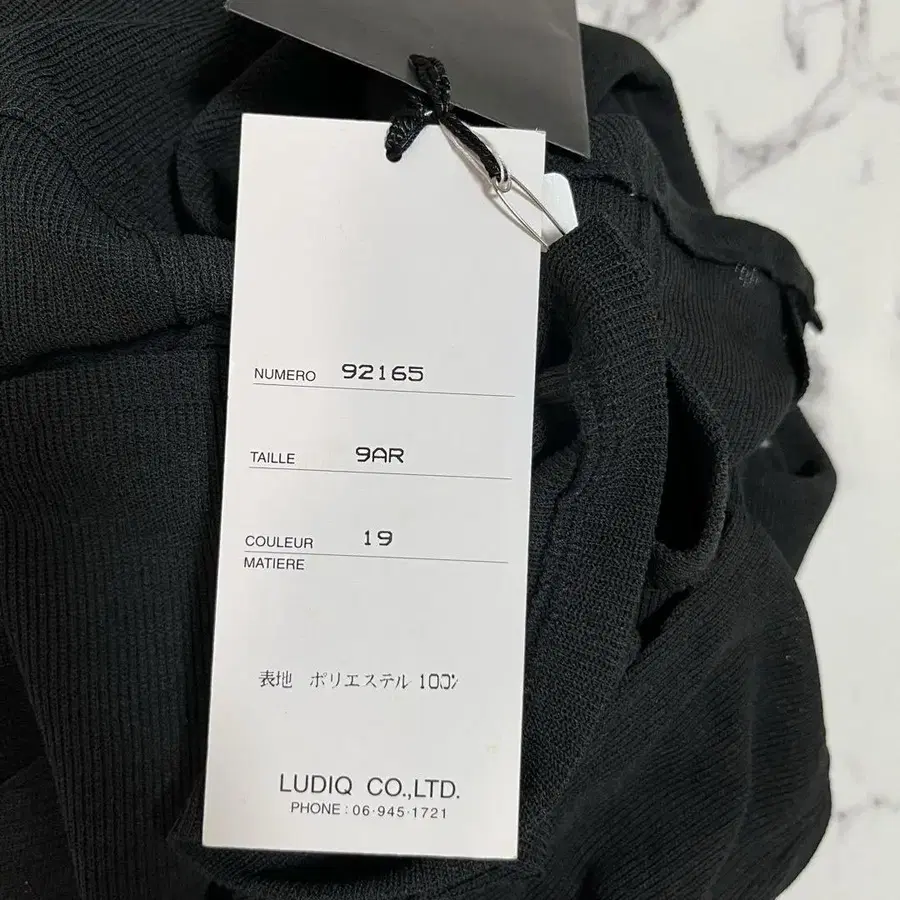 NUMERO 92165
TAILLE 9AR
COULEUR 19
MATIERE
表地 ポリエステル 100%
LUDIQ CO.,LTD.
PHONE : 06·945·1721